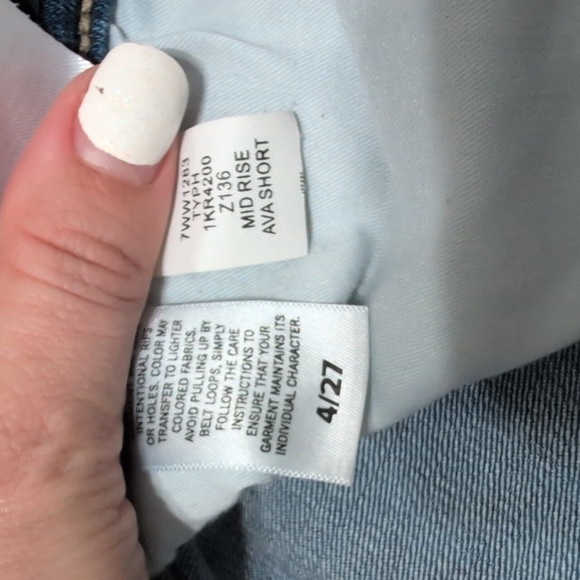 7WW1283
TYPH
1KR4200
Z136
MID RISE
AVA SHORT
INTENTIONAL RIPS
OR HOLES. COLOR MAY
TRANSFER TO LIGHTER
COLORED FABRICS.
AVOID PULLING UP BY
BELT LOOPS, SIMPLY
FOLLOW THE CARE
INSTRUCTIONS TO
ENSURE THAT YOUR
GARMENT MAINTAINS ITS
INDIVIDUAL CHARACTER.
4/27